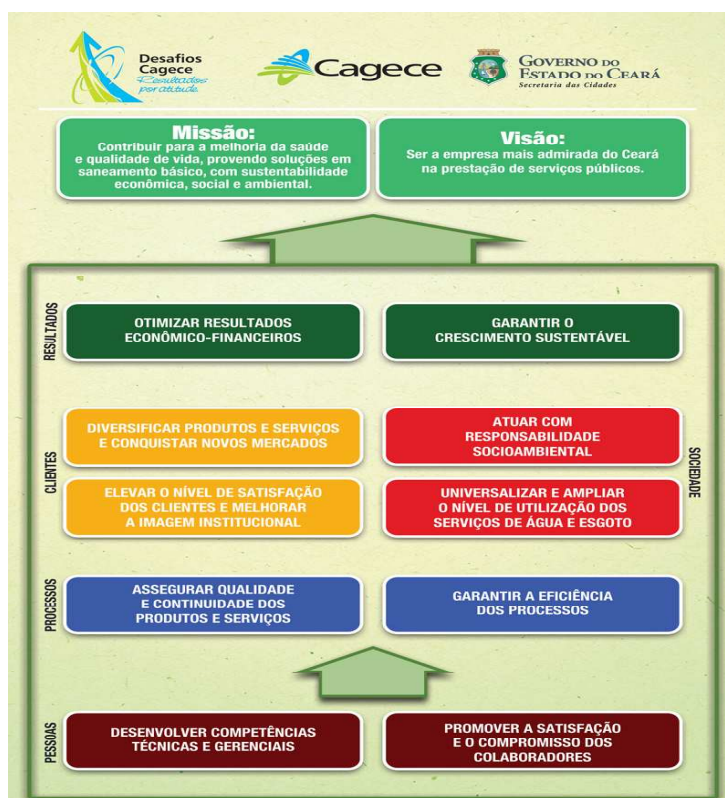 Desafios
Cagece
Resultados
por atitude
Cagece
GOVERNO DO
ESTADO DO CEARÁ
Secretaria das Cidades
Missão:
Contribuir para a melhoria da saúde
e qualidade de vida, provendo soluções em
saneamento básico, com sustentabilidade
econômica, social e ambiental.
Visão:
Ser a empresa mais admirada do Ceará
na prestação de serviços públicos.
RESULTADOS
OTIMIZAR RESULTADOS
ECONÔMICO-FINANCEIROS
GARANTIR O
CRESCIMENTO SUSTENTÁVEL
CLIENTES
DIVERSIFICAR PRODUTOS E SERVIÇOS
E CONQUISTAR NOVOS MERCADOS
ATUAR COM
RESPONSABILIDADE
SOCIOAMBIENTAL
SOCIEDADE
ELEVAR O NÍVEL DE SATISFAÇÃO
DOS CLIENTES E MELHORAR
A IMAGEM INSTITUCIONAL
UNIVERSALIZAR E AMPLIAR
O NÍVEL DE UTILIZAÇÃO DOS
SERVIÇOS DE ÁGUA E ESGOTO
PROCESSOS
ASSEGURAR QUALIDADE
E CONTINUIDADE DOS
PRODUTOS E SERVIÇOS
GARANTIR A EFICIÊNCIA
DOS PROCESSOS
PESSOAS
DESENVOLVER COMPETÊNCIAS
TÉCNICAS E GERENCIAIS
PROMOVER A SATISFAÇÃO
E O COMPROMISSO DOS
COLABORADORES